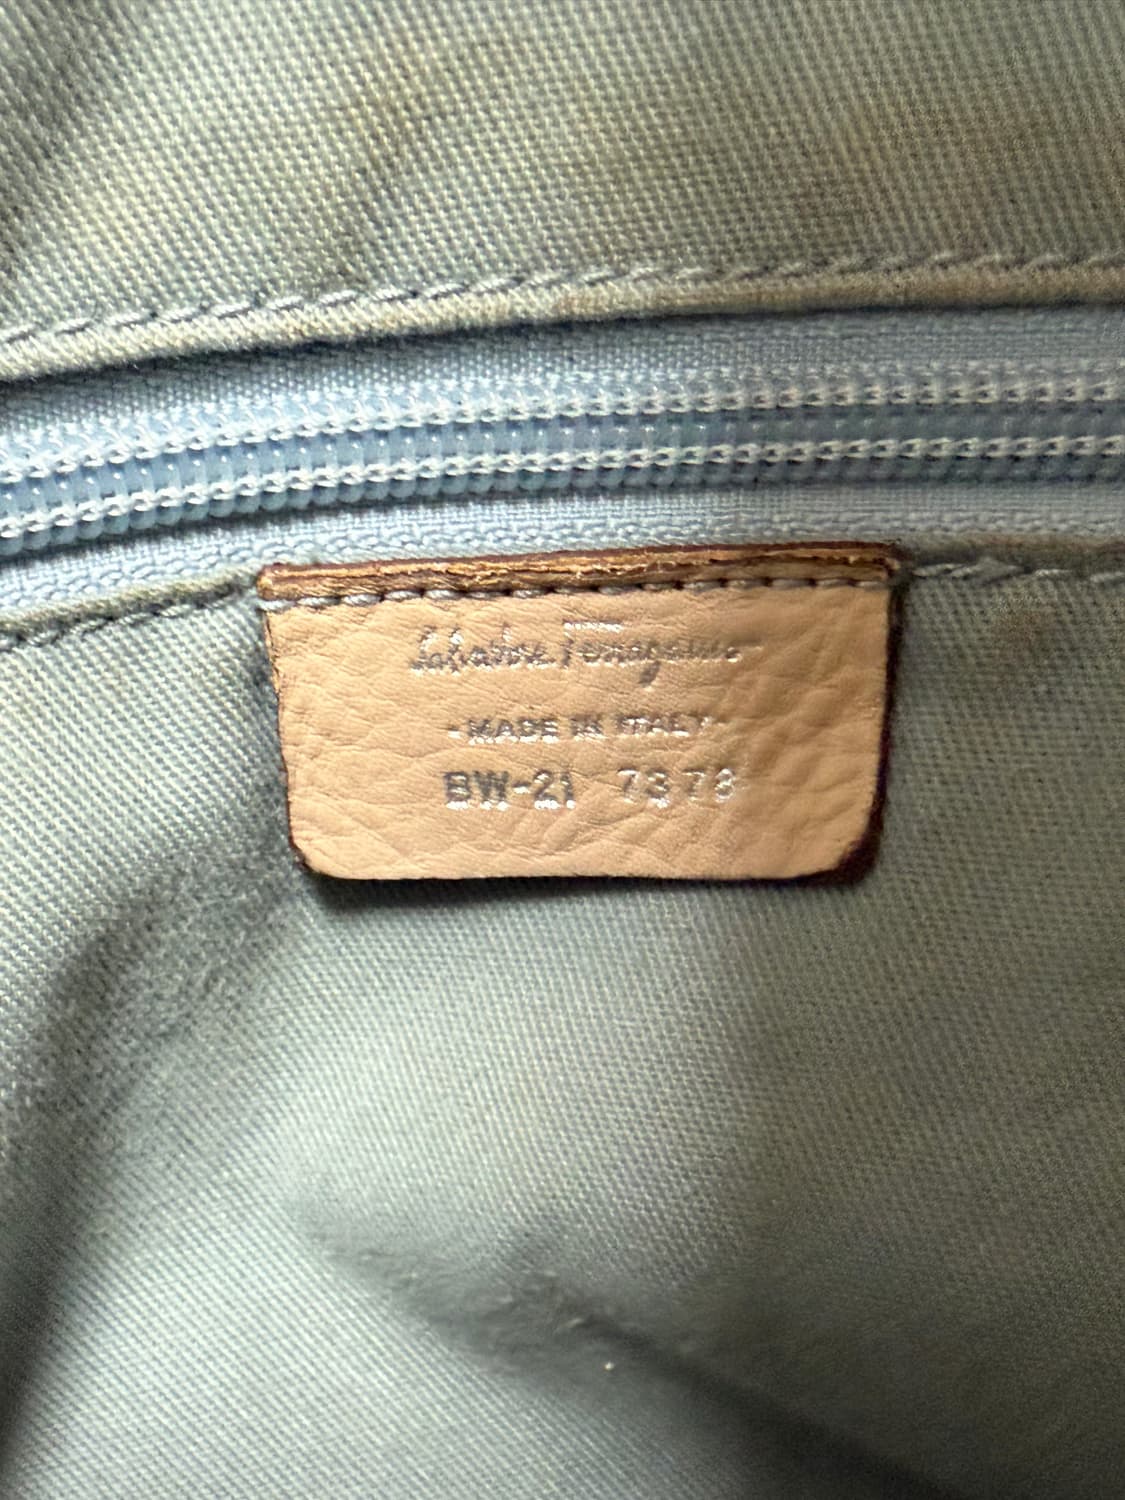 Salvatore Ferragamo
-MADE IN ITALY-
BW-21 7378